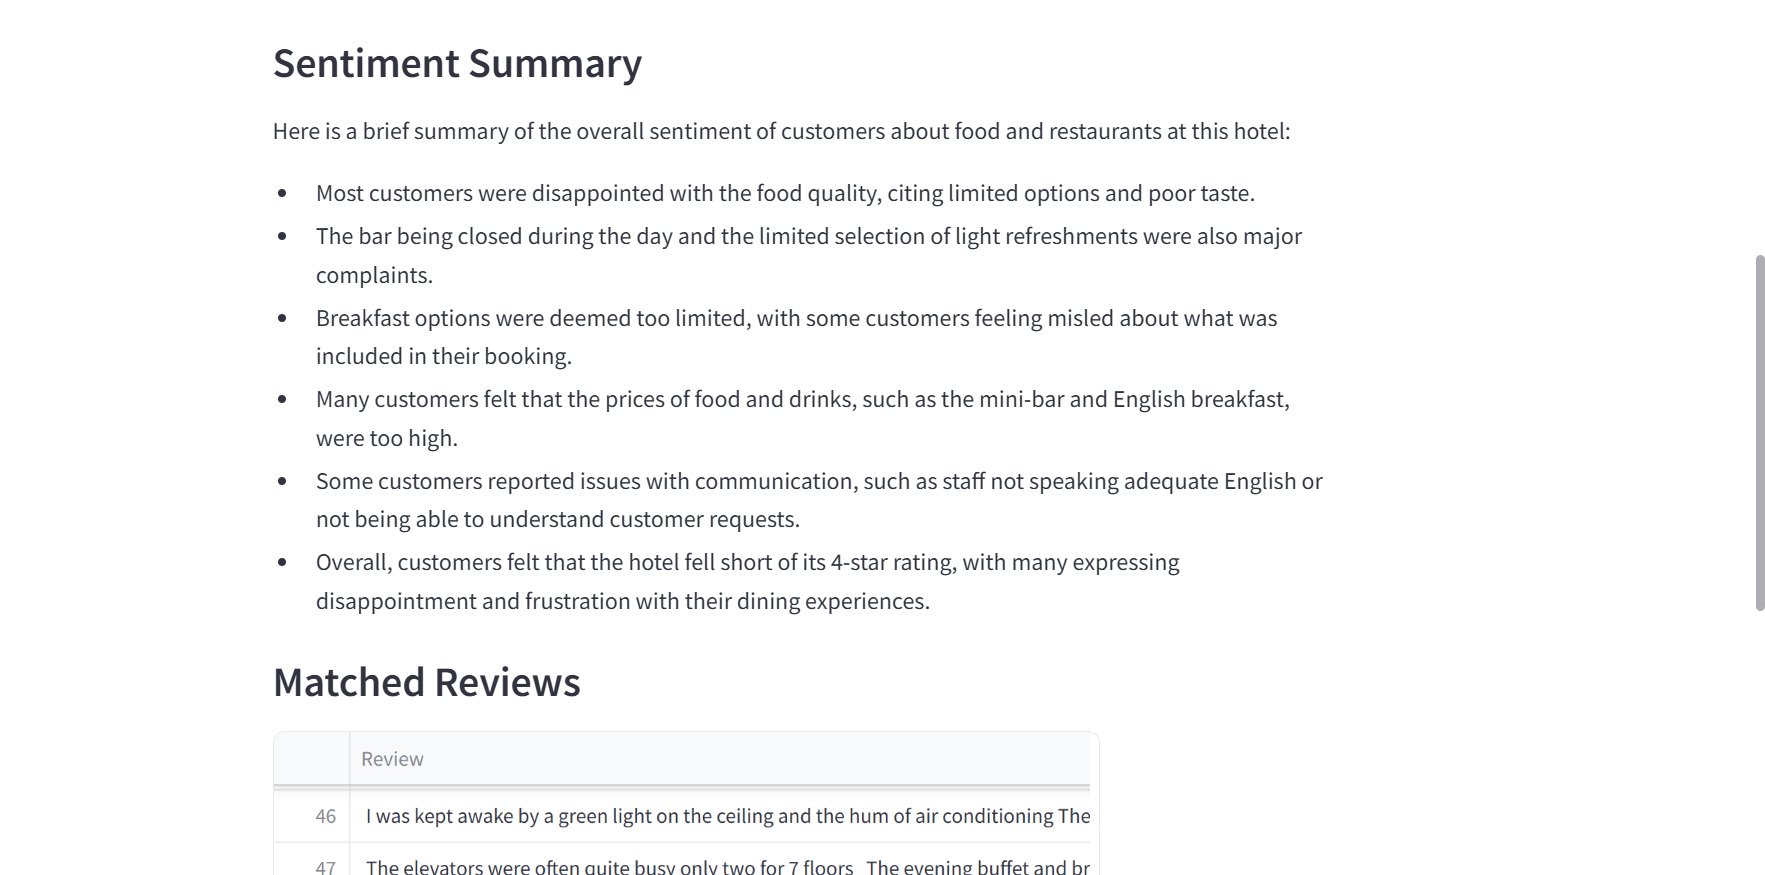 Sentiment Summary
Here is a brief summary of the overall sentiment of customers about food and restaurants at this hotel:
Most customers were disappointed with the food quality, citing limited options and poor taste.
The bar being closed during the day and the limited selection of light refreshments were also major
complaints.
Breakfast options were deemed too limited, with some customers feeling misled about what was
included in their booking.
Many customers felt that the prices of food and drinks, such as the mini-bar and English breakfast,
were too high.
Some customers reported issues with communication, such as staff not speaking adequate English or
not being able to understand customer requests.
Overall, customers felt that the hotel fell short of its 4-star rating, with many expressing
disappointment and frustration with their dining experiences.
Matched Reviews
Review
46 I was kept awake by a green light on the ceiling and the hum of air conditioning The
47 The elevators were often quite busy only two for 7 floors The evening buffet and br